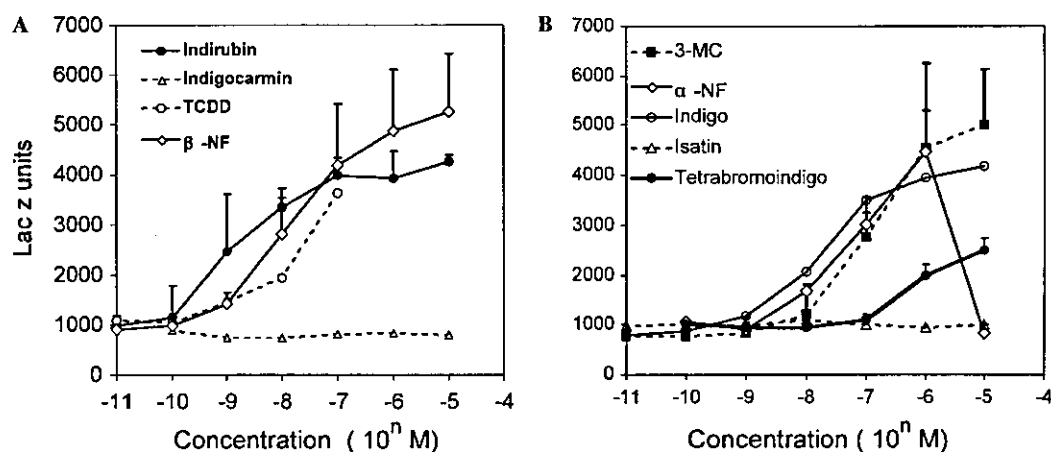 A
Lac z units
7000
6000
5000
4000
3000
2000
1000
0
Indirubin
Indigocarmin
TCDD
β -NF
-11 -10 -9 -8 -7 -6 -5 -4
Concentration ( 10ⁿ M)
B
7000
6000
5000
4000
3000
2000
1000
0
3-MC
α -NF
Indigo
Isatin
Tetrabromoindigo
-11 -10 -9 -8 -7 -6 -5 -4
Concentration ( 10ⁿ M)